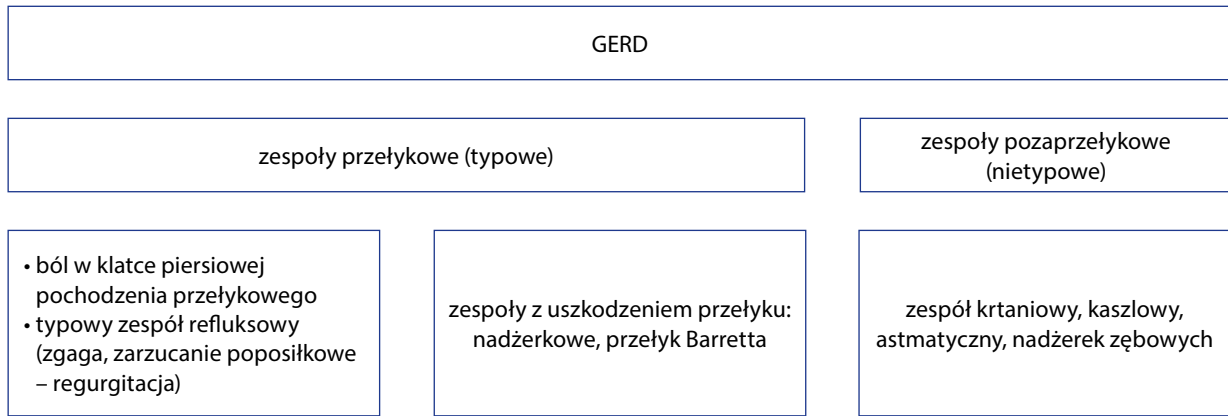 GERD
zespoły przełykowe (typowe)
zespoły pozaprzełykowe
(nietypowe)
• ból w klatce piersiowej
pochodzenia przełykowego
• typowy zespół refluksowy
(zgaga, zarzucanie poposiłkowe
– regurgitacja)
zespoły z uszkodzeniem przełyku:
nadżerkowe, przełyk Barretta
zespół krtaniowy, kaszlowy,
astmatyczny, nadżerek zębowych